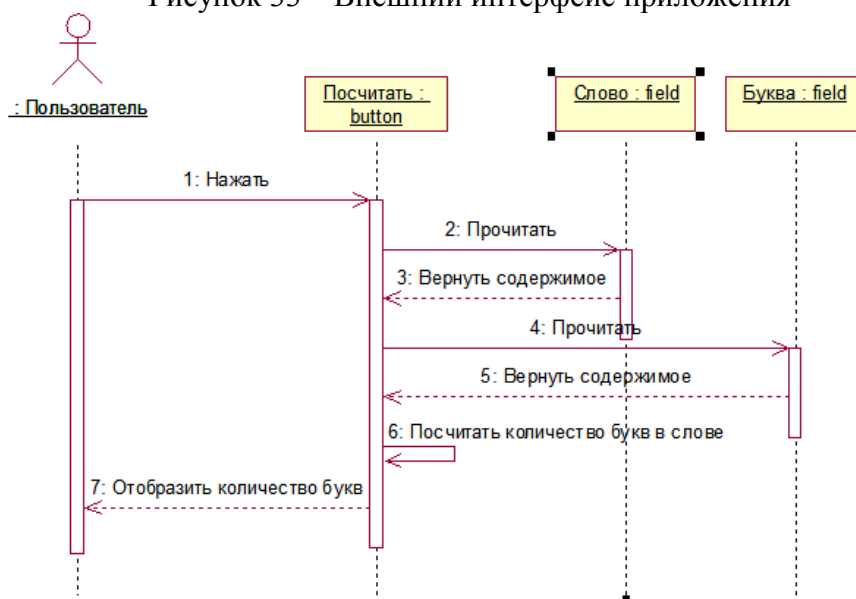 Рисунок 33 – Внешний интерфейс приложения
: Пользователь
Посчитать :
button
Слово : field
Буква : field
1: Нажать
2: Прочитать
3: Вернуть содержимое
4: Прочитать
5: Вернуть содержимое
6: Посчитать количество букв в слове
7: Отобразить количество букв